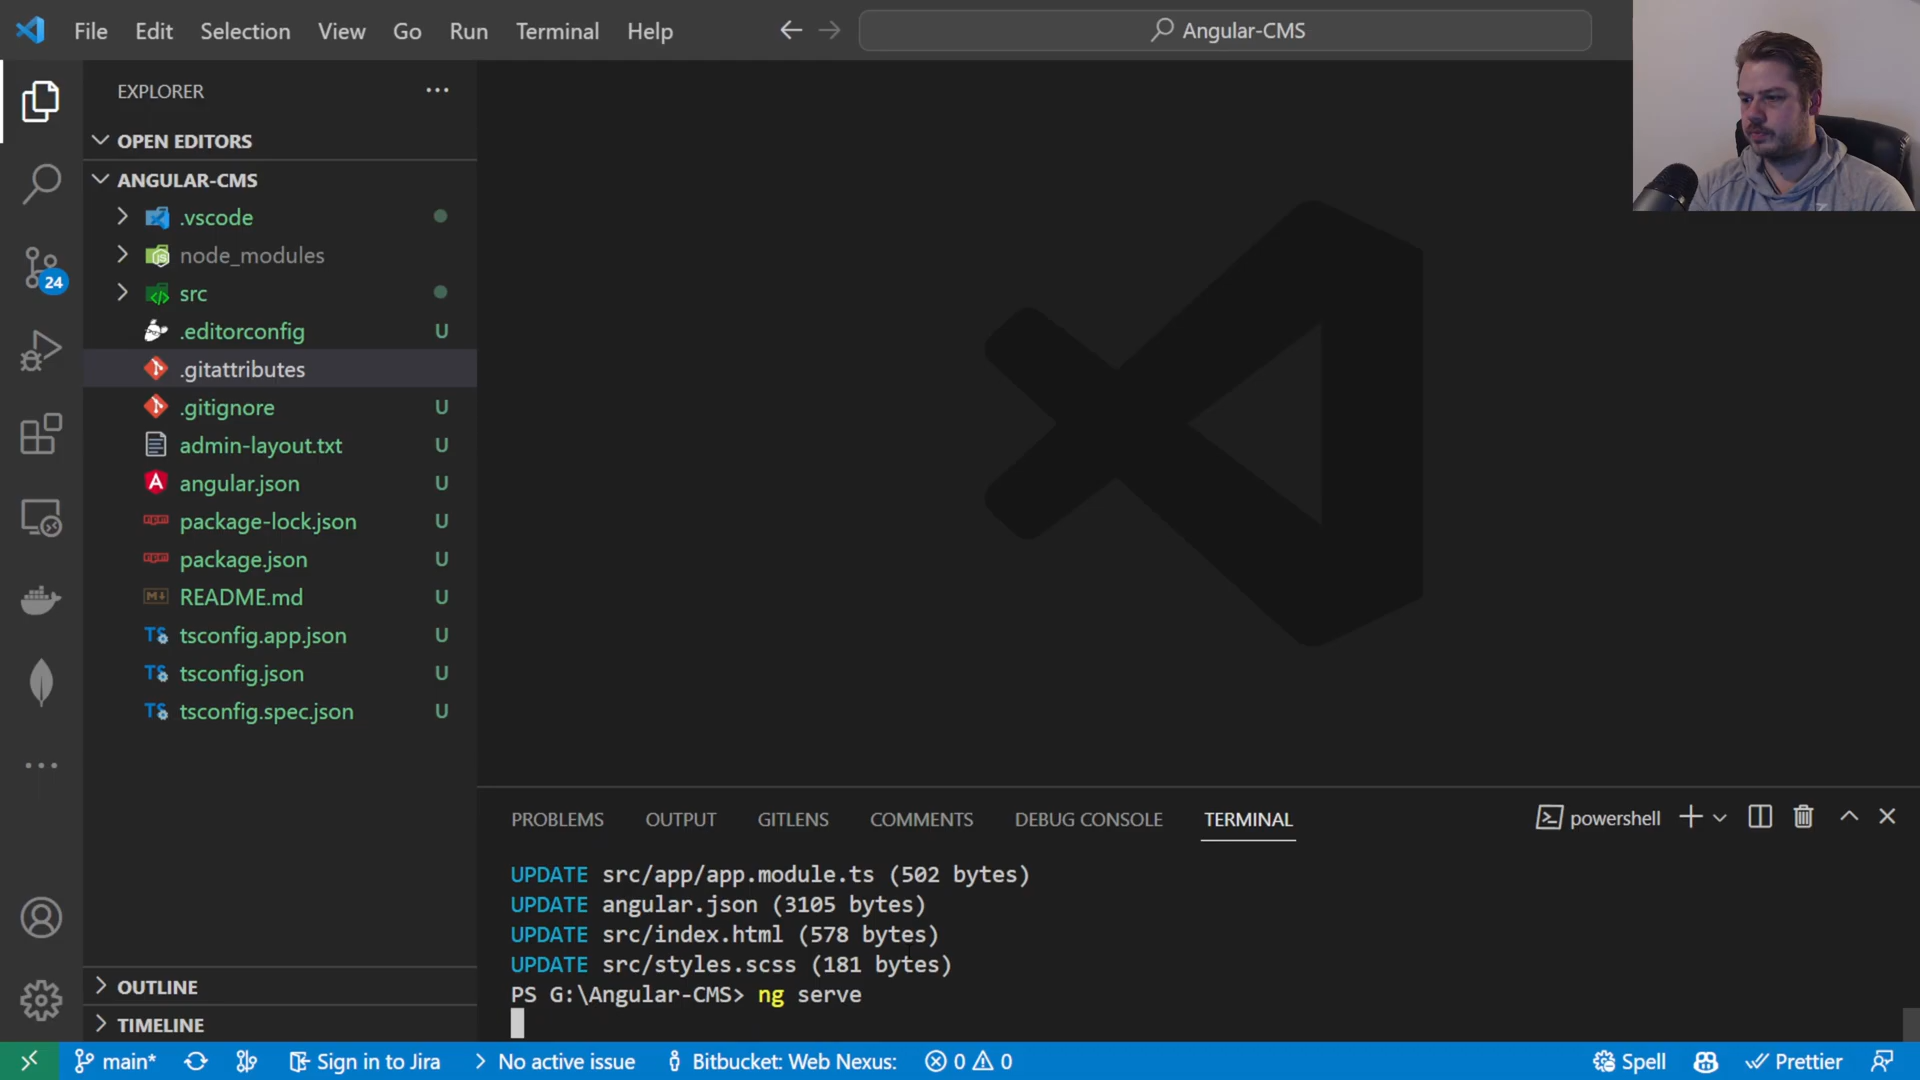 File Edit Selection View Go Run Terminal Help
Angular-CMS
EXPLORER
OPEN EDITORS
ANGULAR-CMS
.vscode
node_modules
src
.editorconfig U
.gitattributes
.gitignore U
admin-layout.txt U
angular.json U
package-lock.json U
package.json U
README.md U
tsconfig.app.json U
tsconfig.json U
tsconfig.spec.json U
24
OUTLINE
TIMELINE
PROBLEMS OUTPUT GITLENS COMMENTS DEBUG CONSOLE TERMINAL
powershell
UPDATE src/app/app.module.ts (502 bytes)
UPDATE angular.json (3105 bytes)
UPDATE src/index.html (578 bytes)
UPDATE src/styles.scss (181 bytes)
PS G:\Angular-CMS> ng serve
main* Sign in to Jira No active issue Bitbucket: Web Nexus: 0 0 Spell Prettier